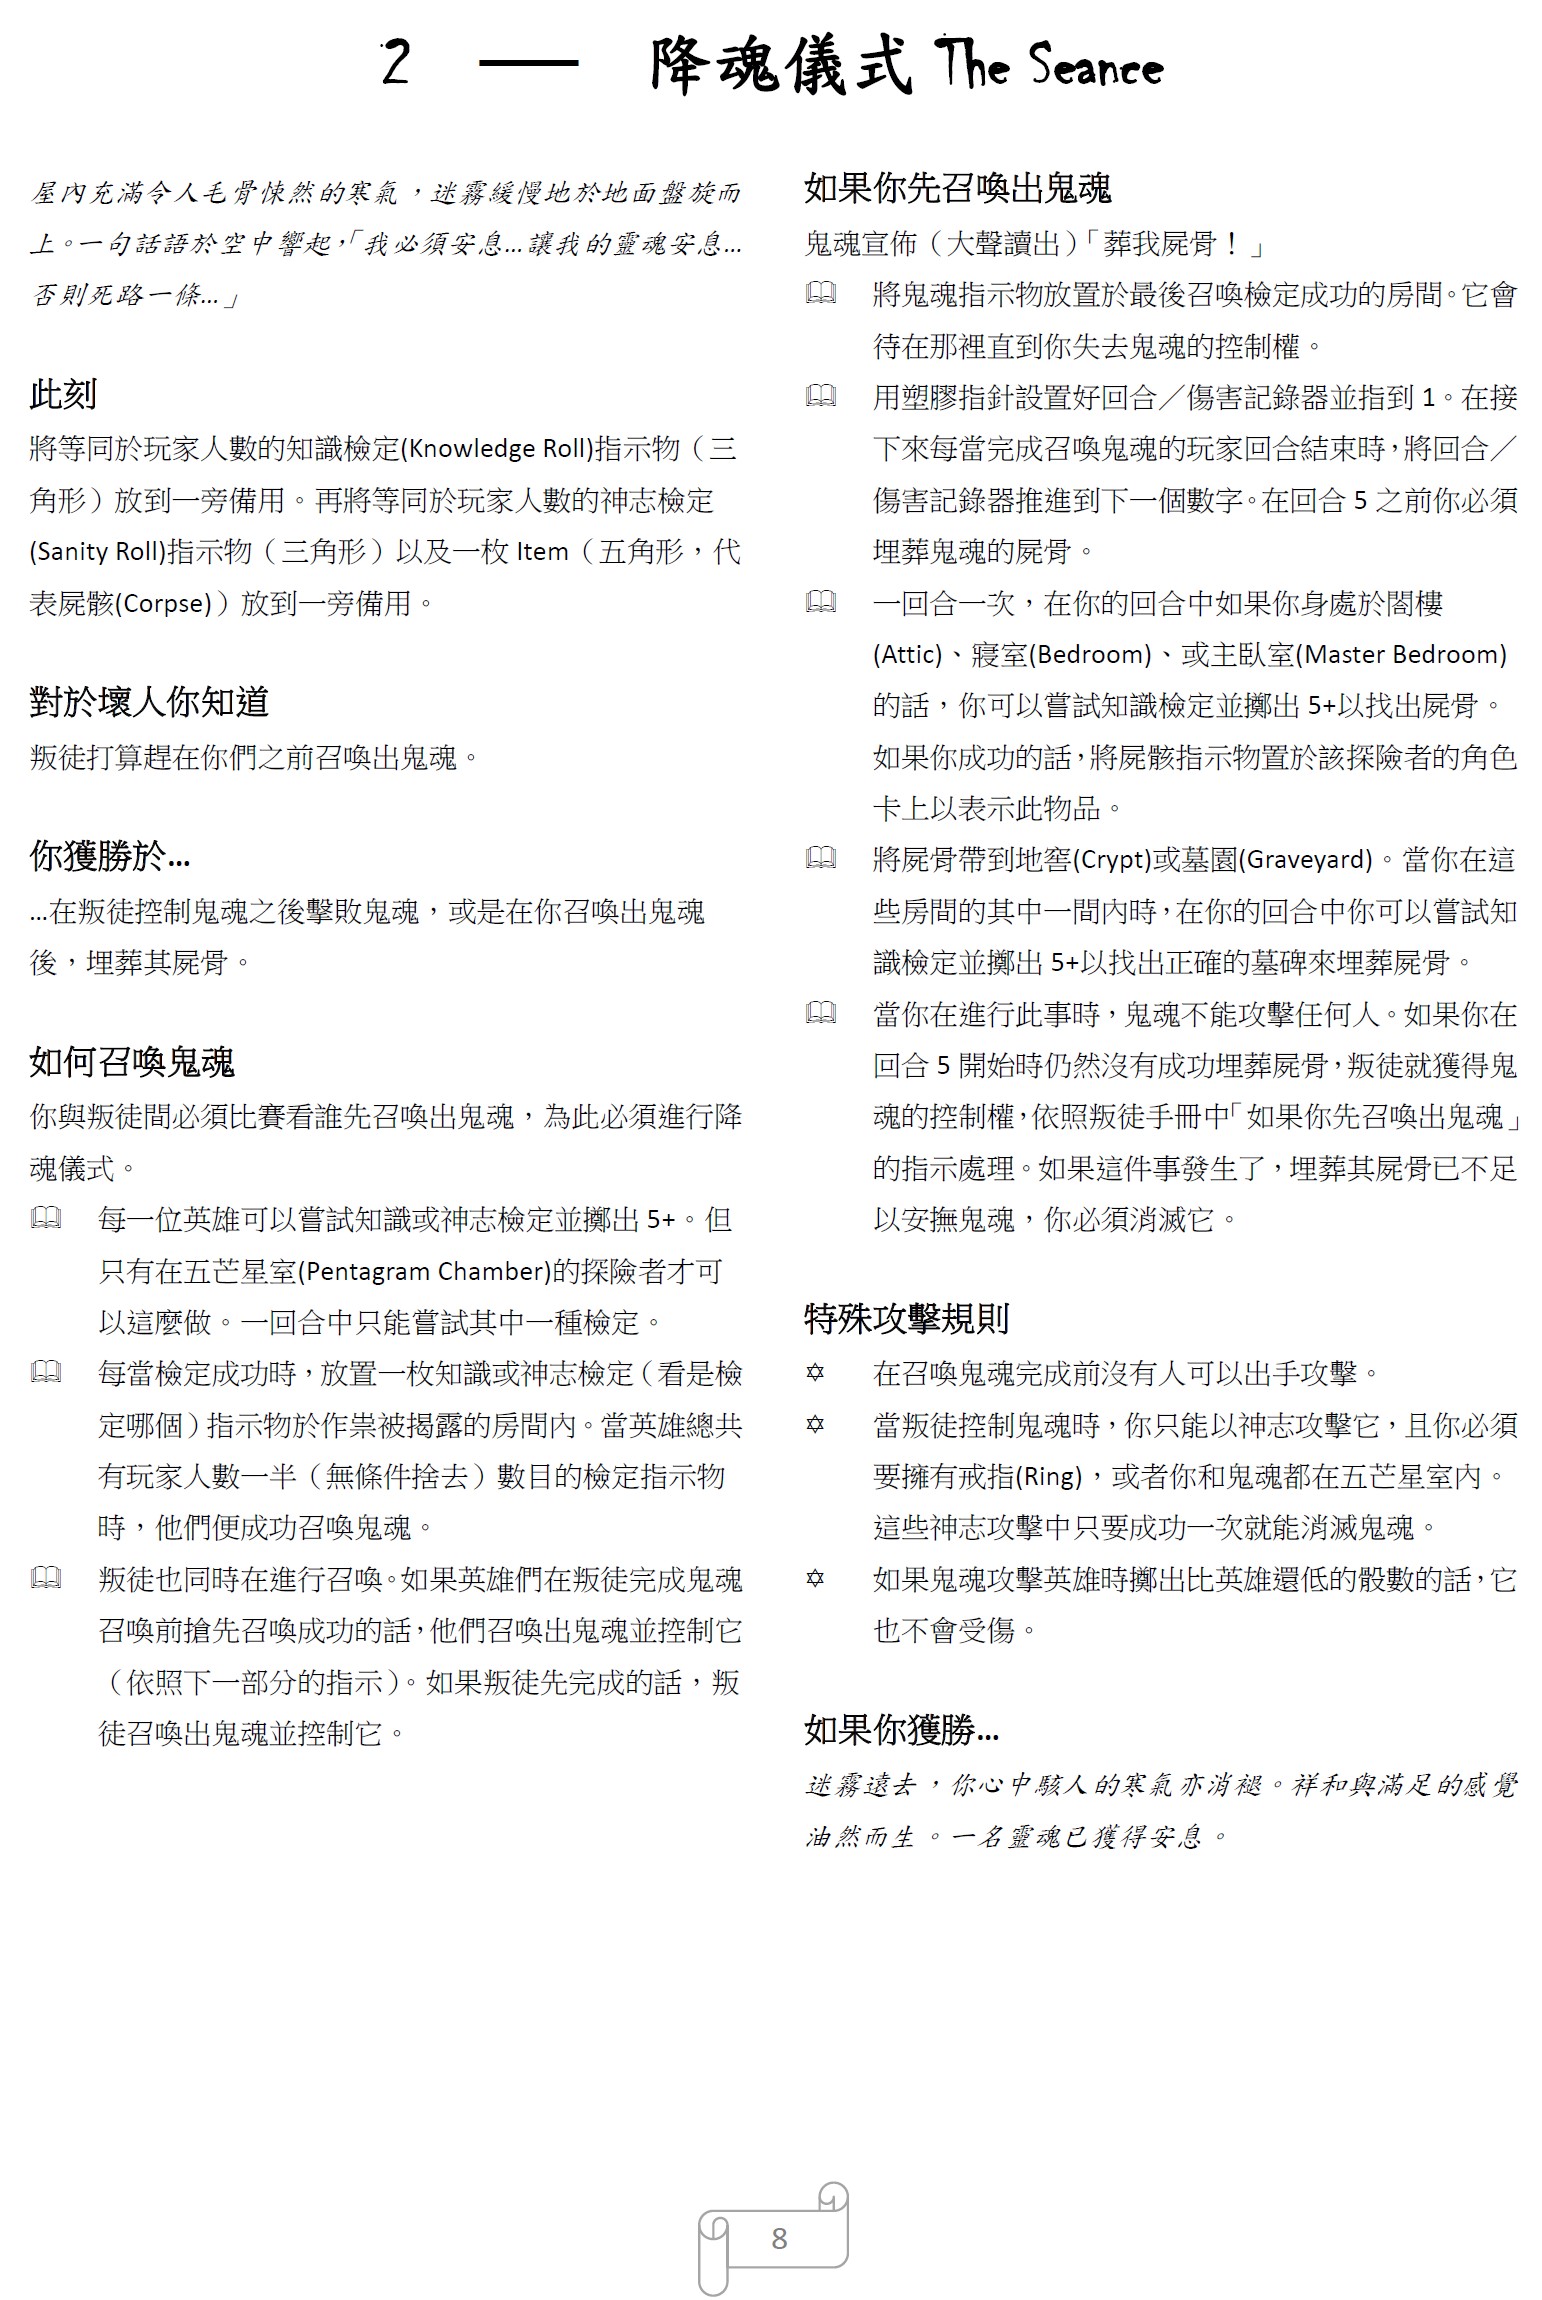 2 — 降魂儀式 The Seance
屋內充滿令人毛骨悚然的寒氣，迷霧緩慢地於地面盤旋而
上。一句話語於空中響起，「我必須安息…讓我的靈魂安息…
否則死路一條…」
此刻
將等同於玩家人數的知識檢定(Knowledge Roll)指示物（三
角形）放到一旁備用。再將等同於玩家人數的神志檢定
(Sanity Roll)指示物（三角形）以及一枚 Item（五角形，代
表屍骸(Corpse)）放到一旁備用。
對於壞人你知道
叛徒打算趕在你們之前召喚出鬼魂。
你獲勝於…
…在叛徒控制鬼魂之後擊敗鬼魂，或是在你召喚出鬼魂
後，埋葬其屍骨。
如何召喚鬼魂
你與叛徒間必須比賽看誰先召喚出鬼魂，為此必須進行降
魂儀式。
🕮 每一位英雄可以嘗試知識或神志檢定並擲出 5+。但
只有在五芒星室(Pentagram Chamber)的探險者才可
以這麼做。一回合中只能嘗試其中一種檢定。
🕮 每當檢定成功時，放置一枚知識或神志檢定（看是檢
定哪個）指示物於作祟被揭露的房間內。當英雄總共
有玩家人數一半（無條件捨去）數目的檢定指示物
時，他們便成功召喚鬼魂。
🕮 叛徒也同時在進行召喚。如果英雄們在叛徒完成鬼魂
召喚前搶先召喚成功的話，他們召喚出鬼魂並控制它
（依照下一部分的指示）。如果叛徒先完成的話，叛
徒召喚出鬼魂並控制它。
如果你先召喚出鬼魂
鬼魂宣佈（大聲讀出）「葬我屍骨！」
🕮 將鬼魂指示物放置於最後召喚檢定成功的房間。它會
待在那裡直到你失去鬼魂的控制權。
🕮 用塑膠指針設置好回合／傷害記錄器並指到 1。在接
下來每當完成召喚鬼魂的玩家回合結束時，將回合／
傷害記錄器推進到下一個數字。在回合 5 之前你必須
埋葬鬼魂的屍骨。
🕮 一回合一次，在你的回合中如果你身處於閣樓
(Attic)、寢室(Bedroom)、或主臥室(Master Bedroom)
的話，你可以嘗試知識檢定並擲出 5+以找出屍骨。
如果你成功的話，將屍骸指示物置於該探險者的角色
卡上以表示此物品。
🕮 將屍骨帶到地窖(Crypt)或墓園(Graveyard)。當你在這
些房間的其中一間內時，在你的回合中你可以嘗試知
識檢定並擲出 5+以找出正確的墓碑來埋葬屍骨。
🕮 當你在進行此事時，鬼魂不能攻擊任何人。如果你在
回合 5 開始時仍然沒有成功埋葬屍骨，叛徒就獲得鬼
魂的控制權，依照叛徒手冊中「如果你先召喚出鬼魂」
的指示處理。如果這件事發生了，埋葬其屍骨已不足
以安撫鬼魂，你必須消滅它。
特殊攻擊規則
✡ 在召喚鬼魂完成前沒有人可以出手攻擊。
✡ 當叛徒控制鬼魂時，你只能以神志攻擊它，且你必須
要擁有戒指(Ring)，或者你和鬼魂都在五芒星室內。
這些神志攻擊中只要成功一次就能消滅鬼魂。
✡ 如果鬼魂攻擊英雄時擲出比英雄還低的骰數的話，它
也不會受傷。
如果你獲勝…
迷霧遠去，你心中駭人的寒氣亦消褪。祥和與滿足的感覺
油然而生。一名靈魂已獲得安息。
8